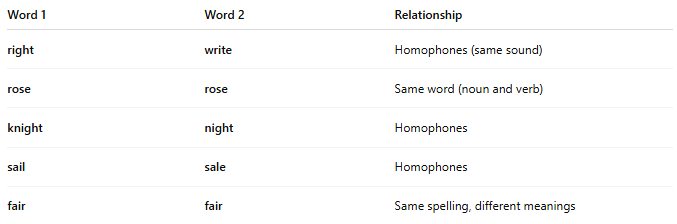 Word 1 Word 2 Relationship
right write Homophones (same sound)
rose rose Same word (noun and verb)
knight night Homophones
sail sale Homophones
fair fair Same spelling, different meanings